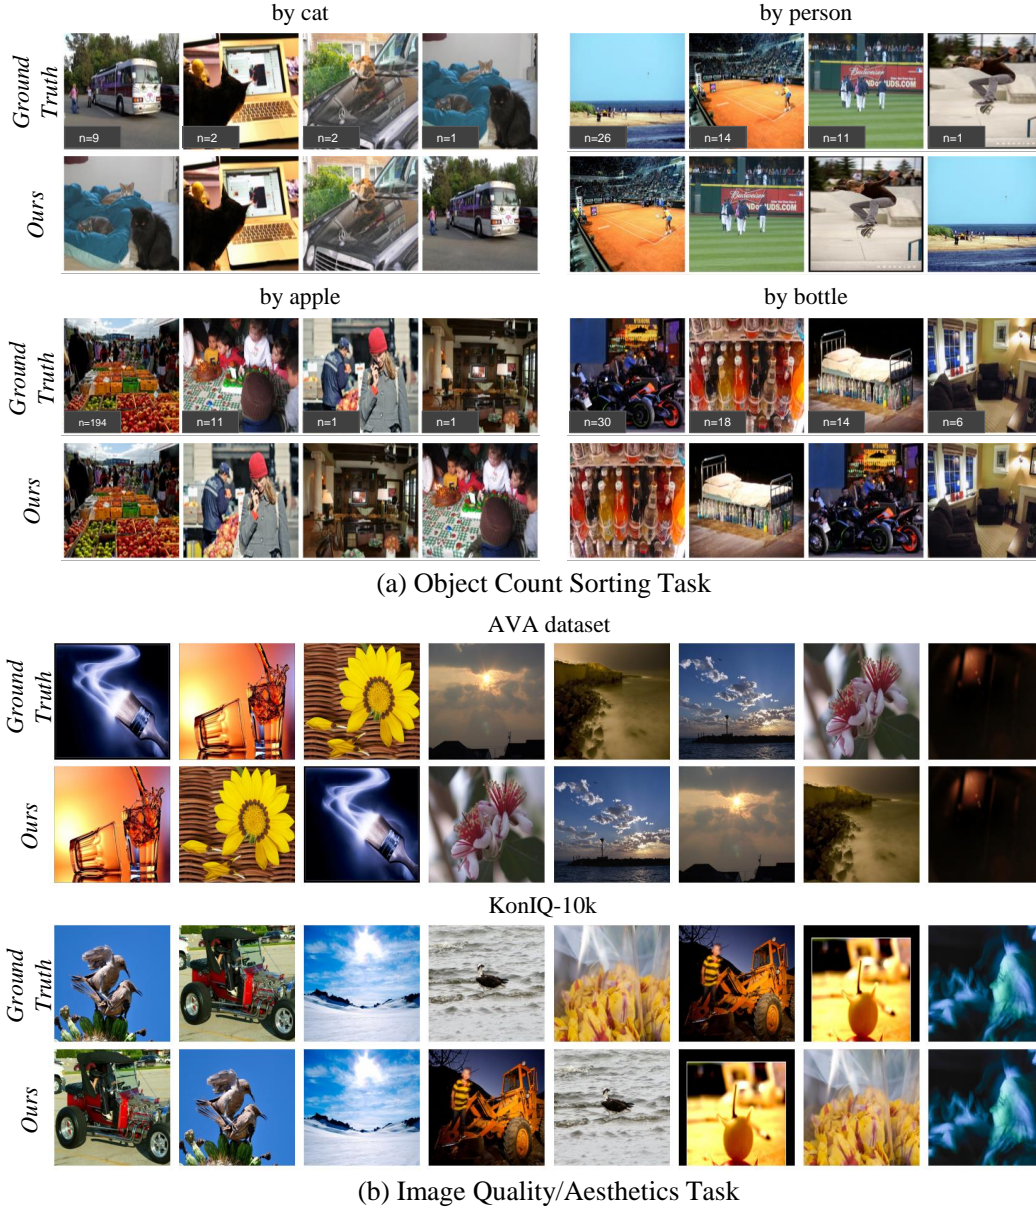 by cat
by person
Ground
Truth
n=9
n=2
n=2
n=1
n=26
n=14
n=11
n=1
Budweiser
Ours
Budweiser
by apple
by bottle
Ground
Truth
n=194
n=11
n=1
n=1
n=30
n=18
n=14
n=6
Ours
(a) Object Count Sorting Task
AVA dataset
Ground
Truth
Ours
KonIQ-10k
Ground
Truth
Ours
(b) Image Quality/Aesthetics Task